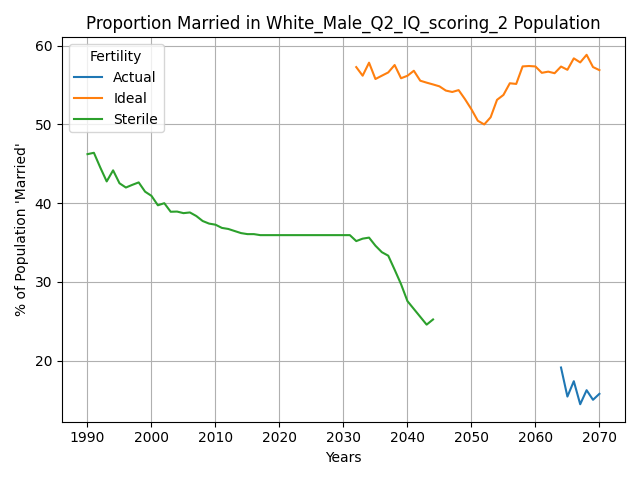 Proportion Married in White_Male_Q2_IQ_scoring_2 Population
Fertility
Actual
Ideal
Sterile
% of Population 'Married'
60
50
40
30
20
1990 2000 2010 2020 2030 2040 2050 2060 2070
Years